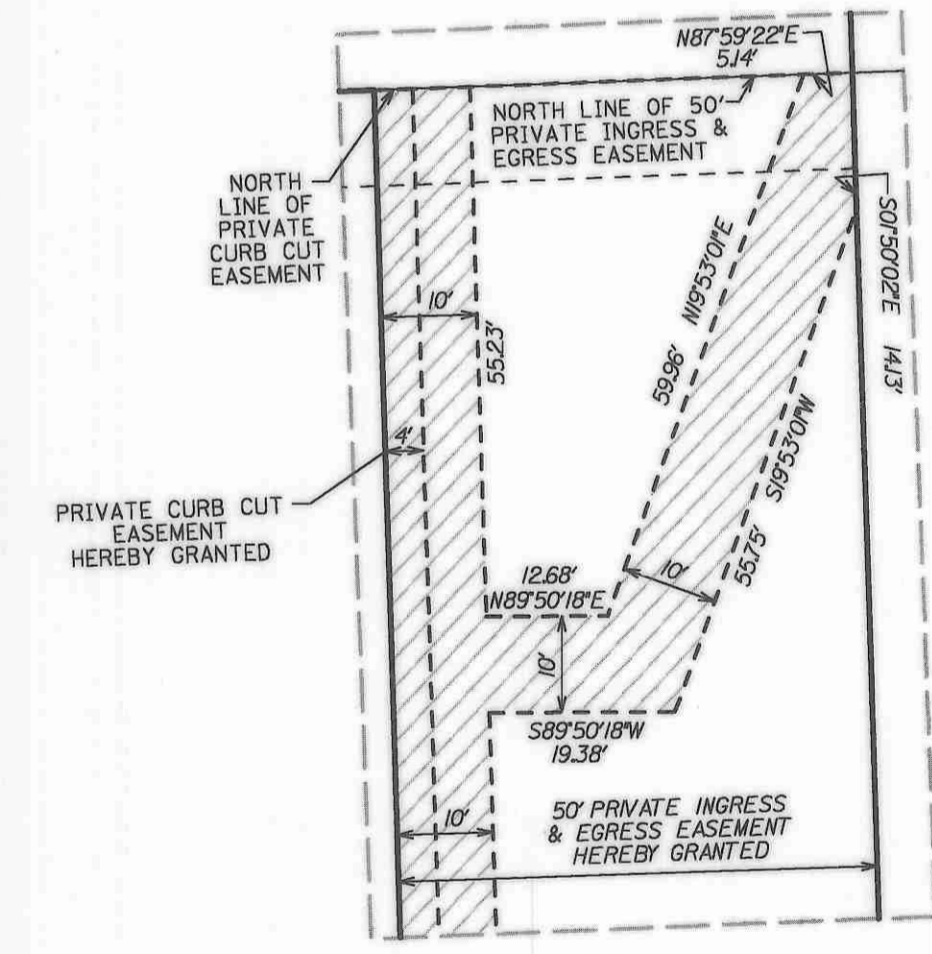 N87°59'22"E
5.14'
NORTH LINE OF 50'
PRIVATE INGRESS &
EGRESS EASEMENT
NORTH
LINE OF
PRIVATE
CURB CUT
EASEMENT
S01°50'02"E 14.13'
10'
55.23'
59.96' N19°53'01"E
S19°53'01"W
55.75'
4'
PRIVATE CURB CUT
EASEMENT
HEREBY GRANTED
12.68'
N89°50'18"E
10'
10'
S89°50'18"W
19.38'
10'
50' PRIVATE INGRESS
& EGRESS EASEMENT
HEREBY GRANTED